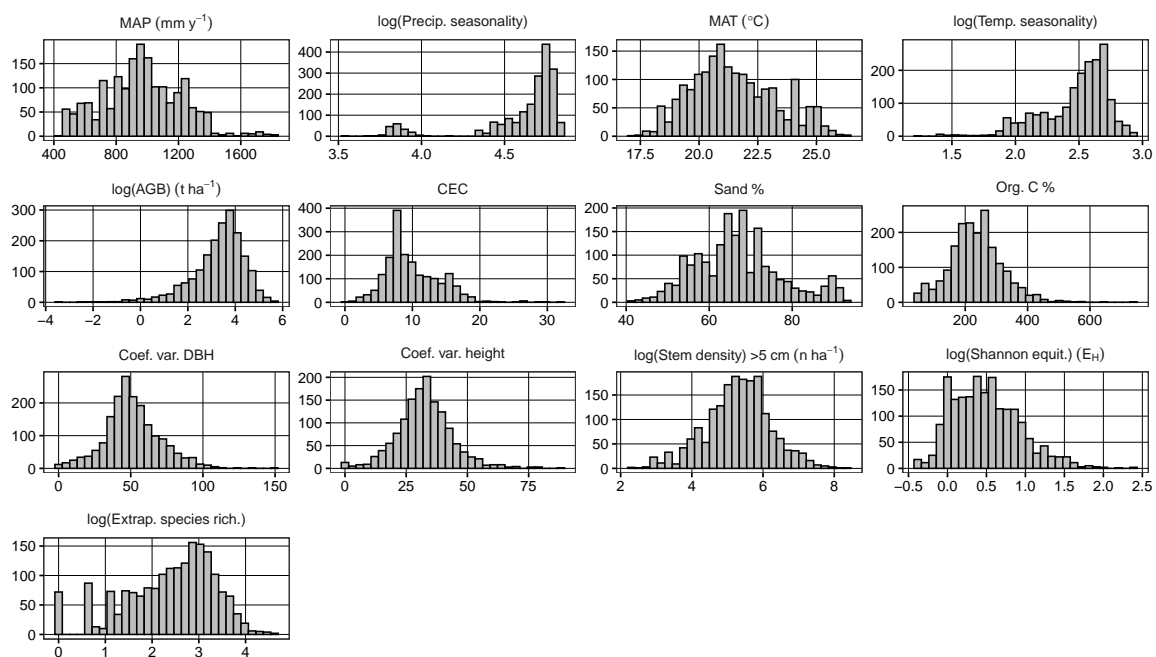 MAP (mm y⁻¹)
150
100
50
0
400 800 1200 1600
log(Precip. seasonality)
400
300
200
100
0
3.5 4.0 4.5
MAT (°C)
150
100
50
0
17.5 20.0 22.5 25.0
log(Temp. seasonality)
200
100
0
1.5 2.0 2.5 3.0
log(AGB) (t ha⁻¹)
300
200
100
0
−4 −2 0 2 4 6
CEC
400
300
200
100
0
0 10 20 30
Sand %
200
150
100
50
0
40 60 80
Org. C %
200
100
0
200 400 600
Coef. var. DBH
200
100
0
0 50 100 150
Coef. var. height
200
150
100
50
0
0 25 50 75
log(Stem density) >5 cm (n ha⁻¹)
150
100
50
0
2 4 6 8
log(Shannon equit.) (E_H)
150
100
50
0
−0.5 0.0 0.5 1.0 1.5 2.0 2.5
log(Extrap. species rich.)
150
100
50
0
0 1 2 3 4